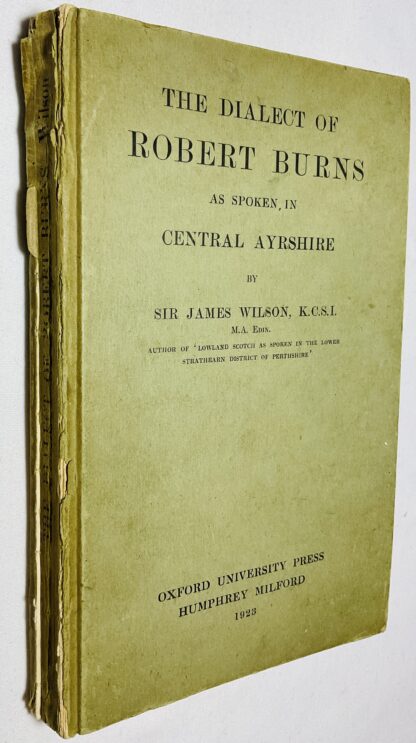 THE DIALECT OF
ROBERT BURNS
AS SPOKEN IN
CENTRAL AYRSHIRE
BY
SIR JAMES WILSON, K.C.S.I.
M.A. EDIN.
AUTHOR OF 'LOWLAND SCOTCH AS SPOKEN IN THE LOWER
STRATHEARN DISTRICT OF PERTHSHIRE'
OXFORD UNIVERSITY PRESS
HUMPHREY MILFORD
1923
THE DIALECT OF ROBERT BURNS Wilson